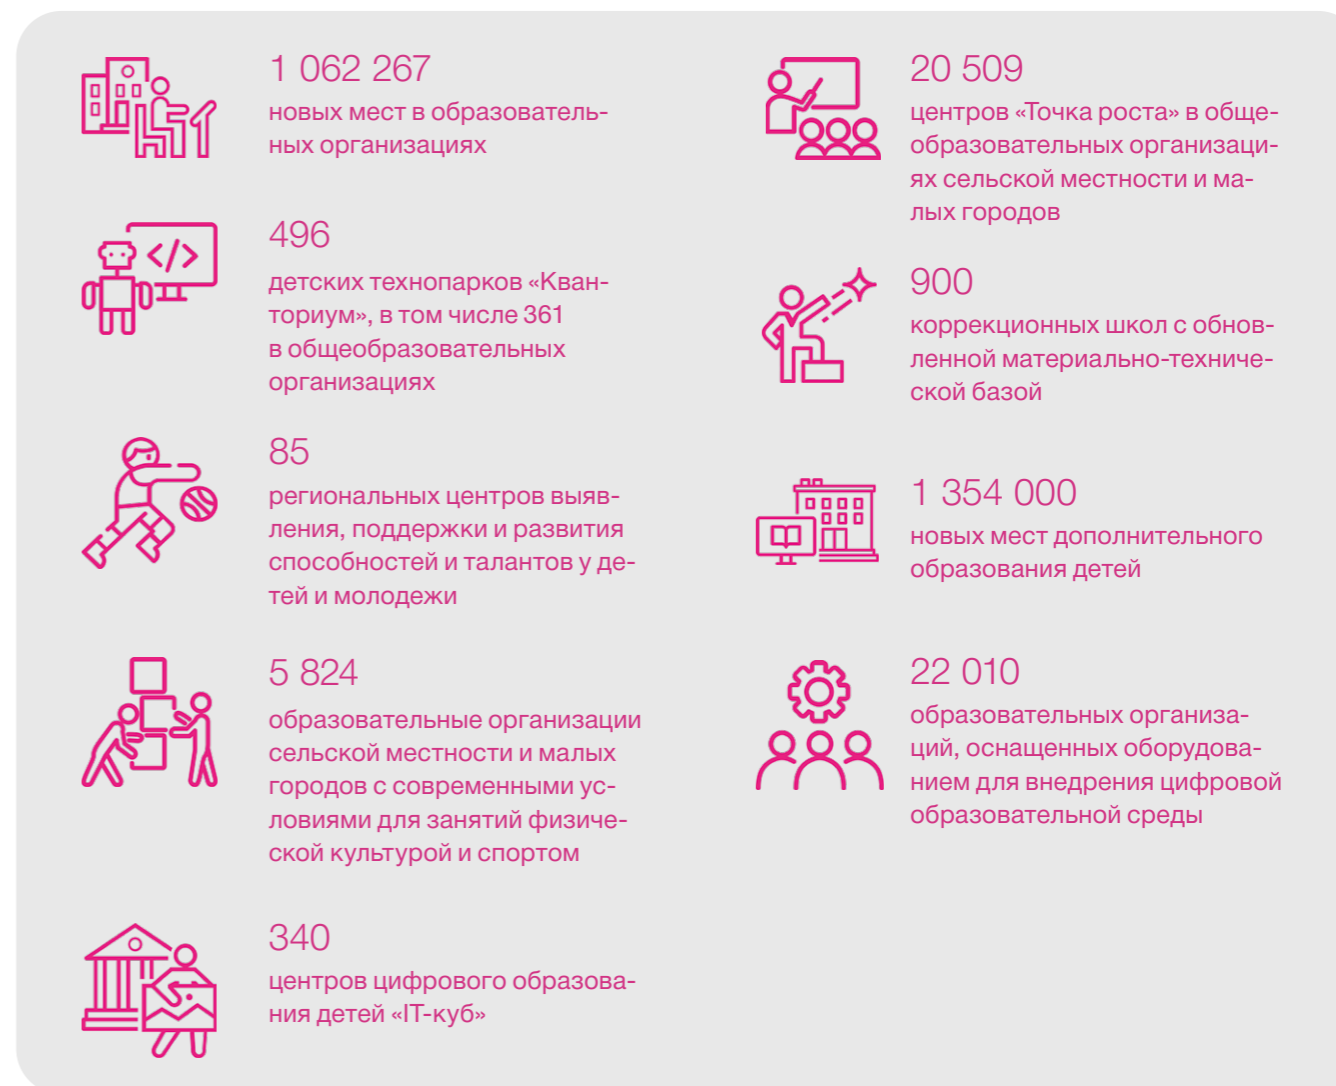 1 062 267
новых мест в образователь-
ных организациях
496
детских технопарков «Кван-
ториум», в том числе 361
в общеобразовательных
организациях
85
региональных центров выяв-
ления, поддержки и развития
способностей и талантов у де-
тей и молодежи
5 824
образовательные организации
сельской местности и малых
городов с современными ус-
ловиями для занятий физиче-
ской культурой и спортом
340
центров цифрового образова-
ния детей «IT-куб»
20 509
центров «Точка роста» в обще-
образовательных организаци-
ях сельской местности и ма-
лых городов
900
коррекционных школ с обнов-
ленной материально-техниче-
ской базой
1 354 000
новых мест дополнительного
образования детей
22 010
образовательных организа-
ций, оснащенных оборудова-
нием для внедрения цифровой
образовательной среды